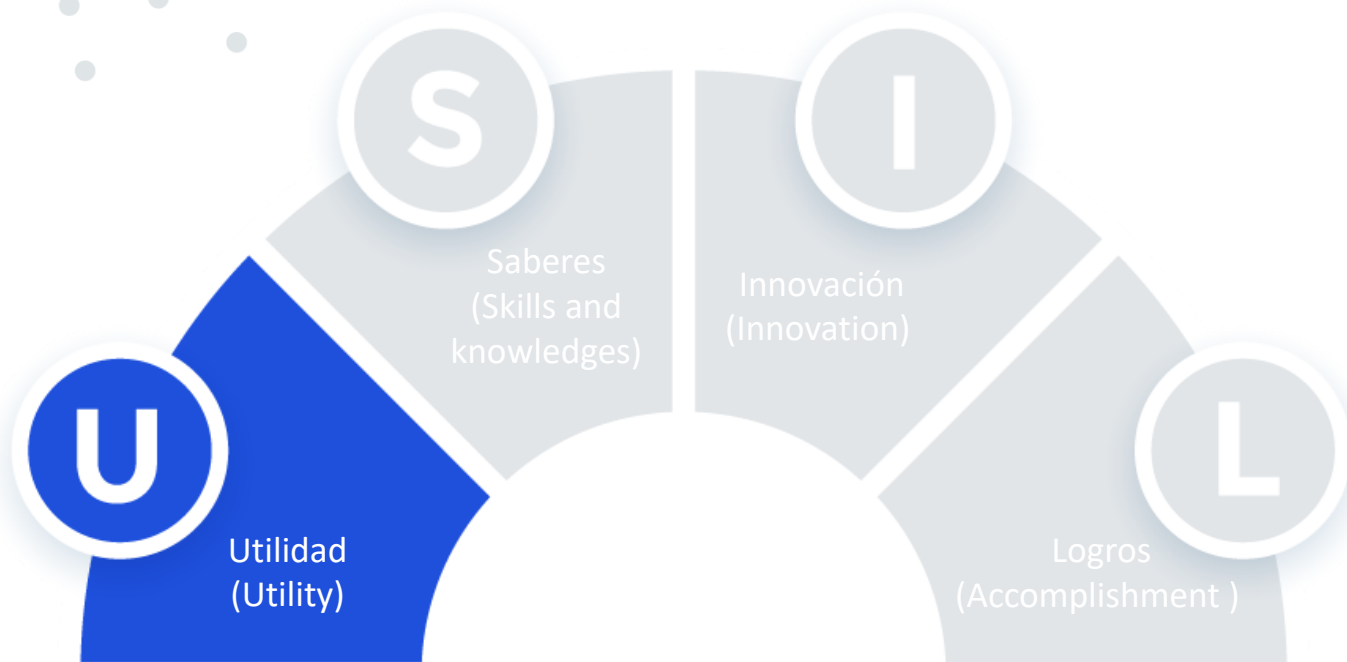 U
Utilidad
(Utility)
S
Saberes
(Skills and
knowledges)
I
Innovación
(Innovation)
L
Logros
(Accomplishment )